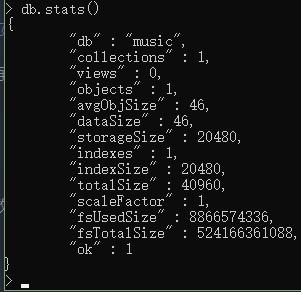 > db.stats()
{
        "db" : "music",
        "collections" : 1,
        "views" : 0,
        "objects" : 1,
        "avgObjSize" : 46,
        "dataSize" : 46,
        "storageSize" : 20480,
        "indexes" : 1,
        "indexSize" : 20480,
        "totalSize" : 40960,
        "scaleFactor" : 1,
        "fsUsedSize" : 8866574336,
        "fsTotalSize" : 524166361088,
        "ok" : 1
}
>